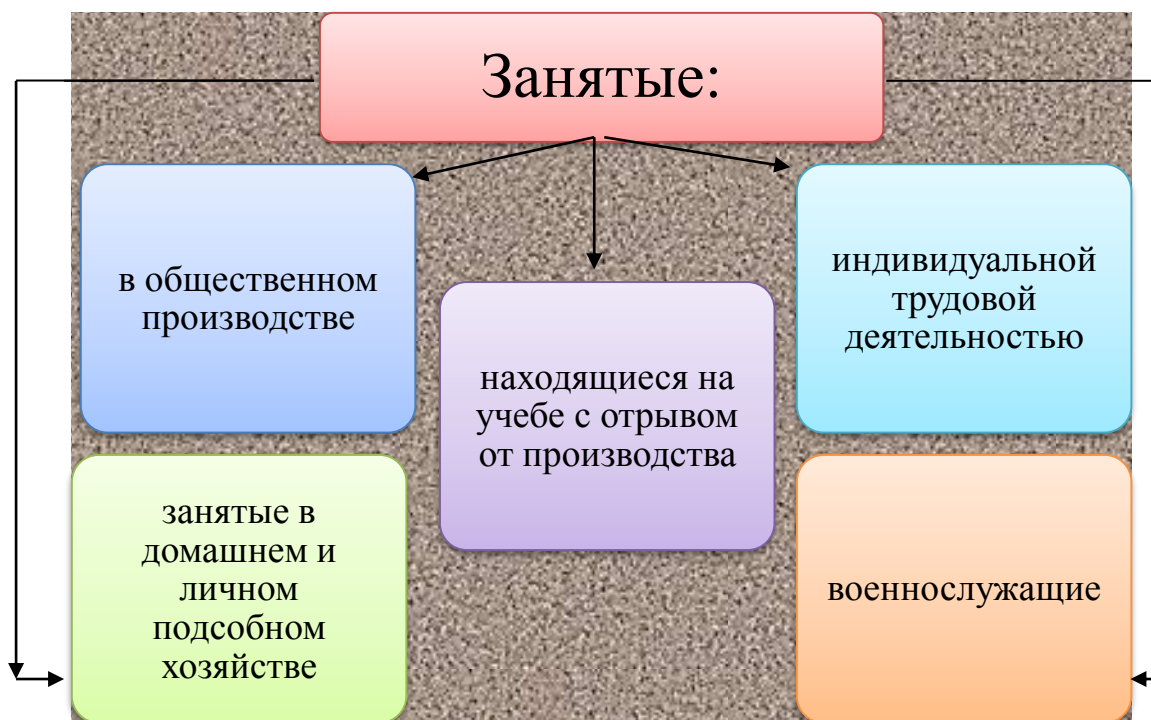 Занятые:
в общественном
производстве
находящиеся на
учебе с отрывом
от производства
индивидуальной
трудовой
деятельностью
занятые в
домашнем и
личном
подсобном
хозяйстве
военнослужащие